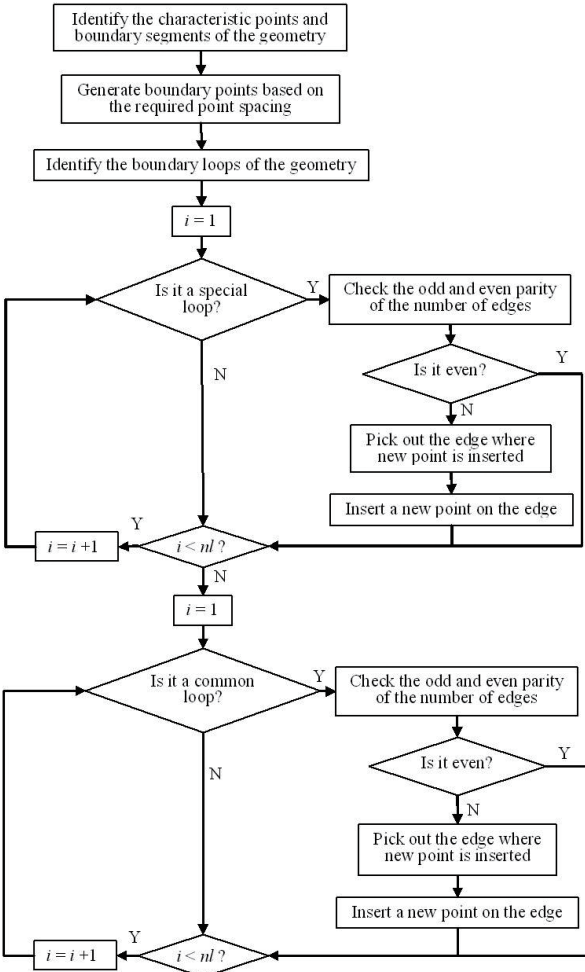 Identify the characteristic points and
boundary segments of the geometry
Generate boundary points based on
the required point spacing
Identify the boundary loops of the geometry
i = 1
Is it a special
loop?
Y
Check the odd and even parity
of the number of edges
N
Is it even?
Y
N
Pick out the edge where
new point is inserted
Insert a new point on the edge
i = i +1
Y
i < nl ?
N
i = 1
Is it a common
loop?
Y
Check the odd and even parity
of the number of edges
N
Is it even?
Y
N
Pick out the edge where
new point is inserted
Insert a new point on the edge
i = i +1
Y
i < nl ?